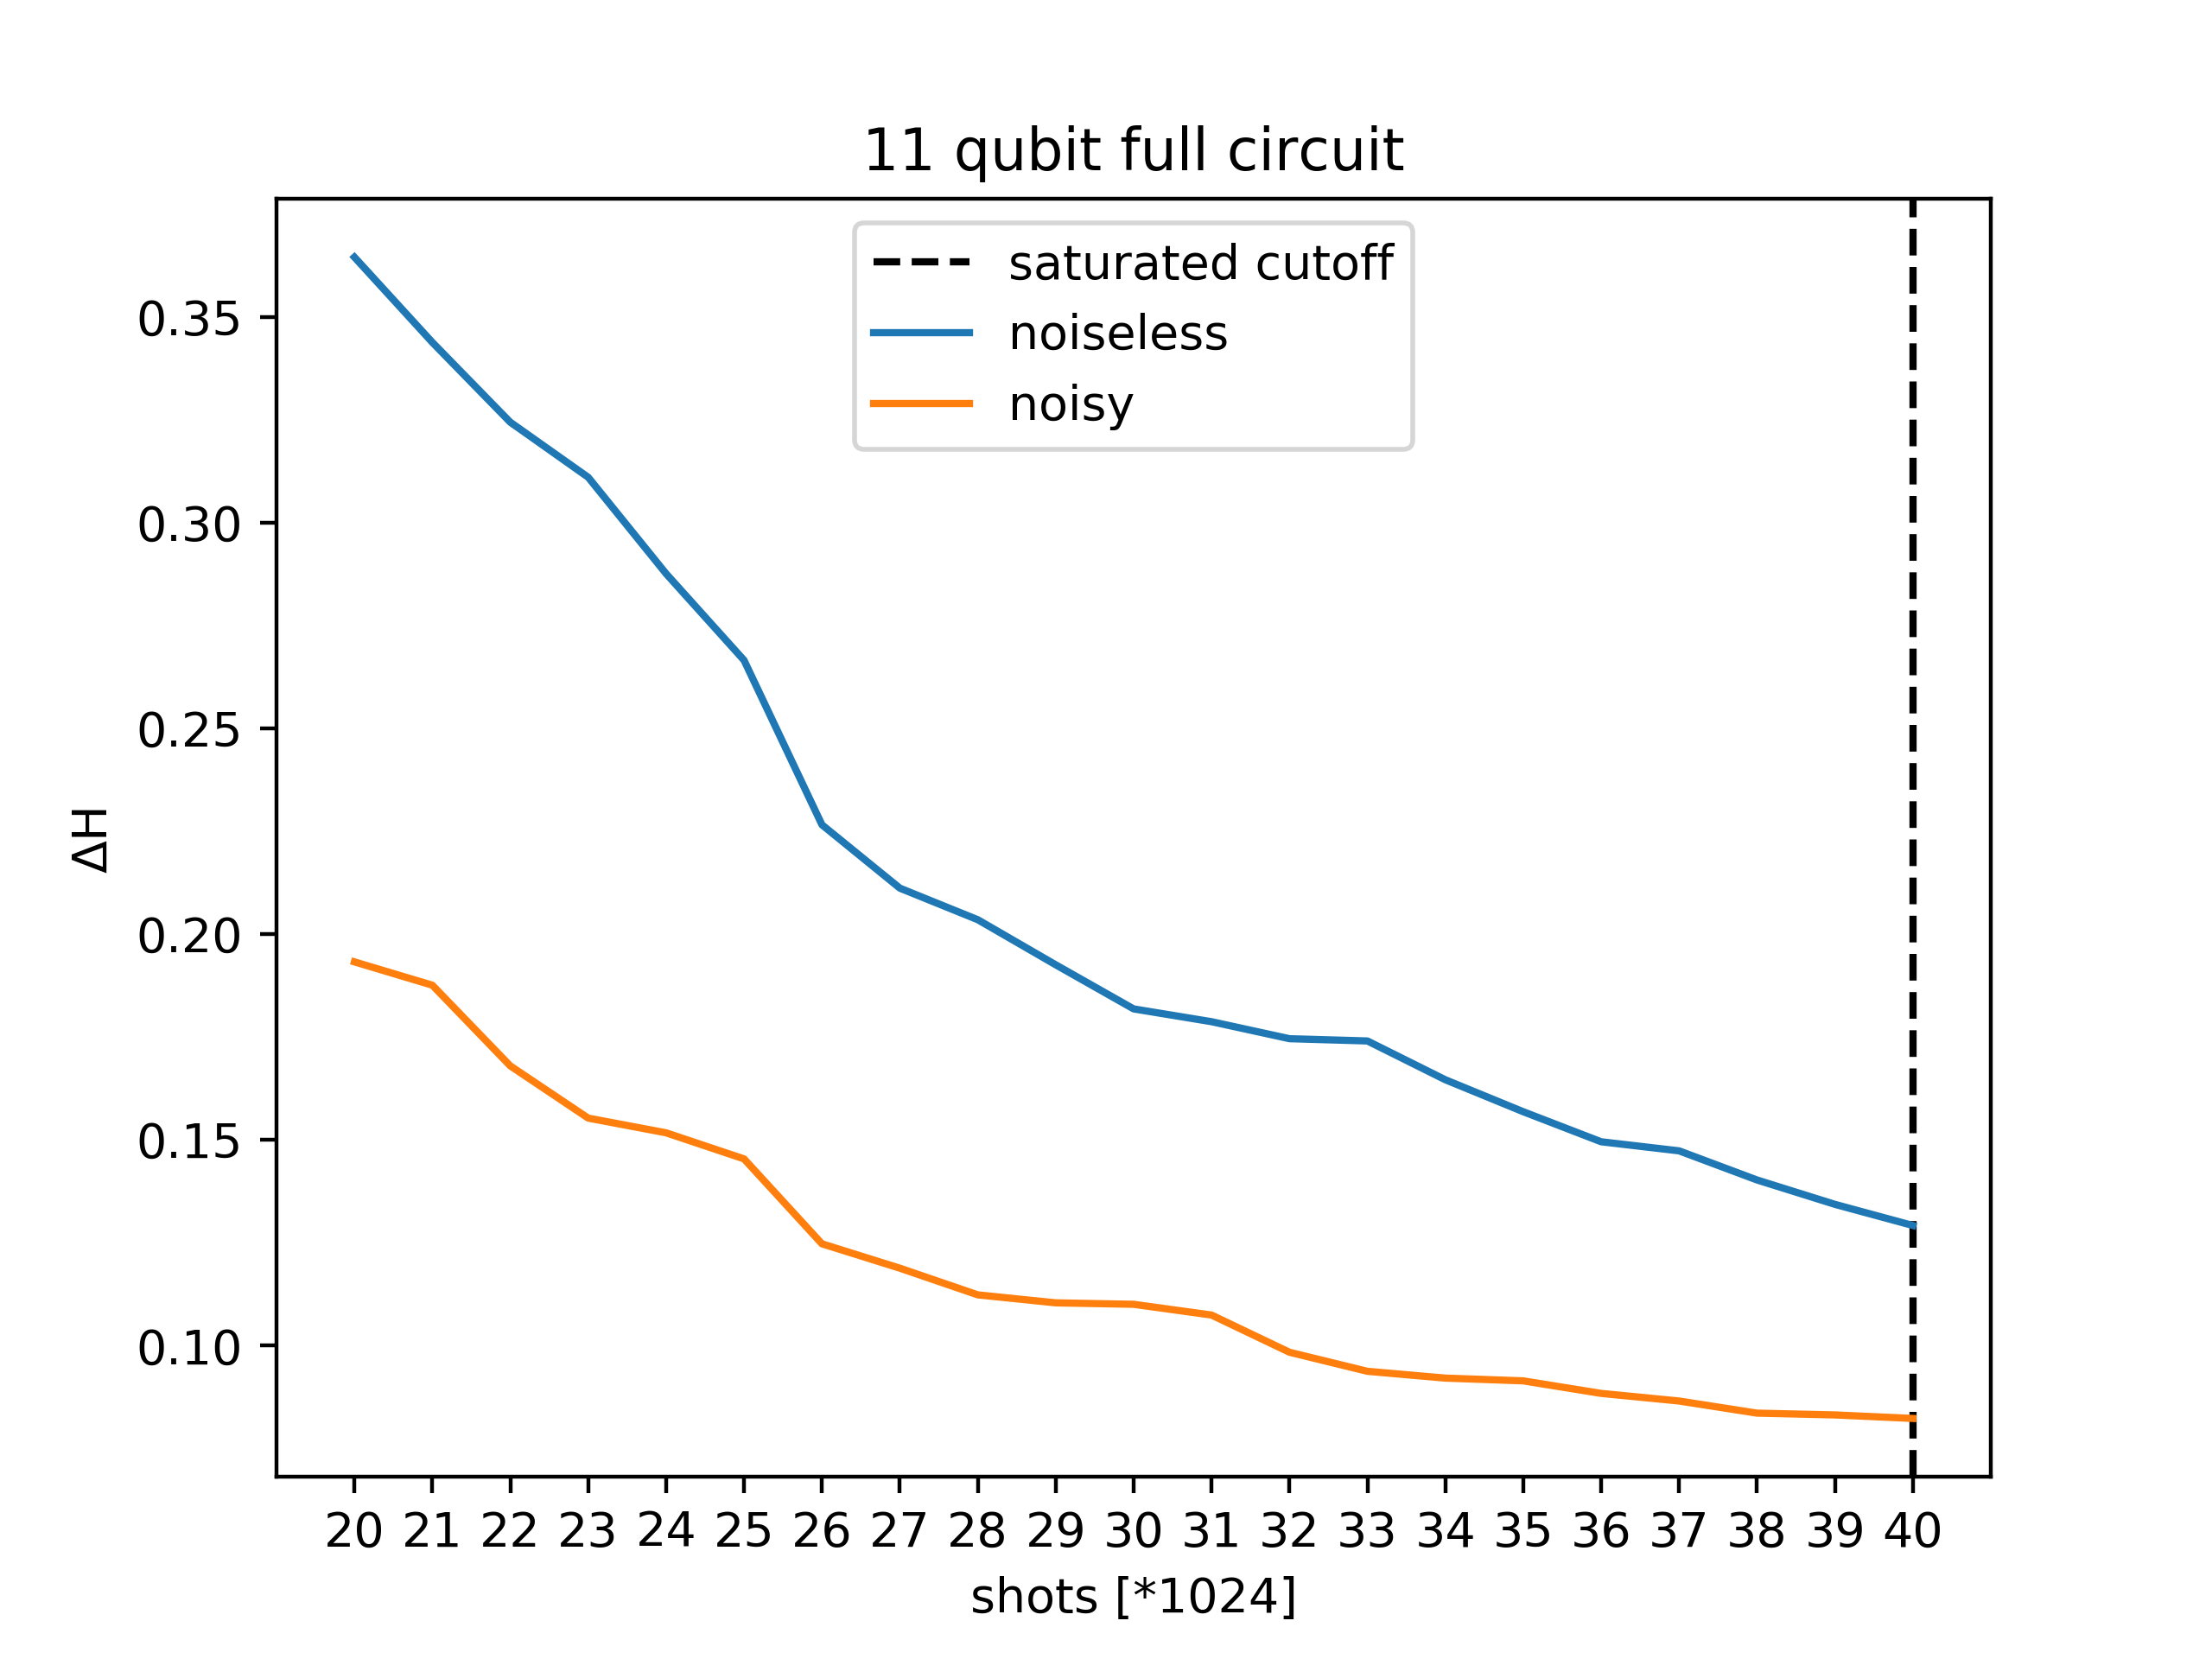 11 qubit full circuit
saturated cutoff
noiseless
noisy
0.35
0.30
0.25
0.20
0.15
0.10
ΔH
20 21 22 23 24 25 26 27 28 29 30 31 32 33 34 35 36 37 38 39 40
shots [*1024]